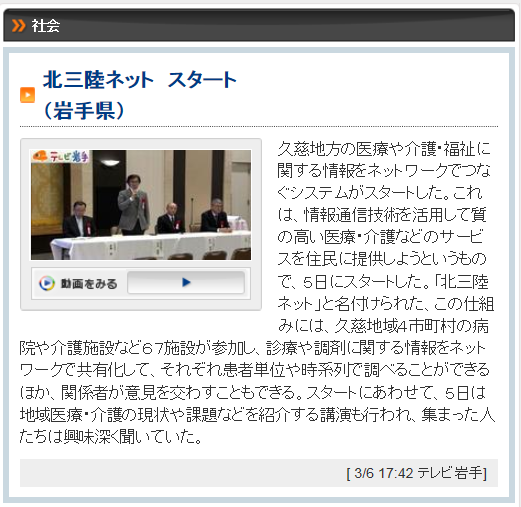 社会
北三陸ネット　スタート
（岩手県）
テレビ岩手
久慈地方の医療や介護・福祉に
関する情報をネットワークでつな
ぐシステムがスタートした。これ
は、情報通信技術を活用して質
の高い医療・介護などのサービ
スを住民に提供しようというもの
で、5日にスタートした。「北三陸
ネット」と名付けられた、この仕組
みには、久慈地域4市町村の病
動画をみる
院や介護施設など67施設が参加し、診療や調剤に関する情報をネット
ワークで共有化して、それぞれ患者単位や時系列で調べることができる
ほか、関係者が意見を交わすこともできる。スタートにあわせて、5日は
地域医療・介護の現状や課題などを紹介する講演も行われ、集まった人
たちは興味深く聞いていた。
[ 3/6 17:42 テレビ岩手]